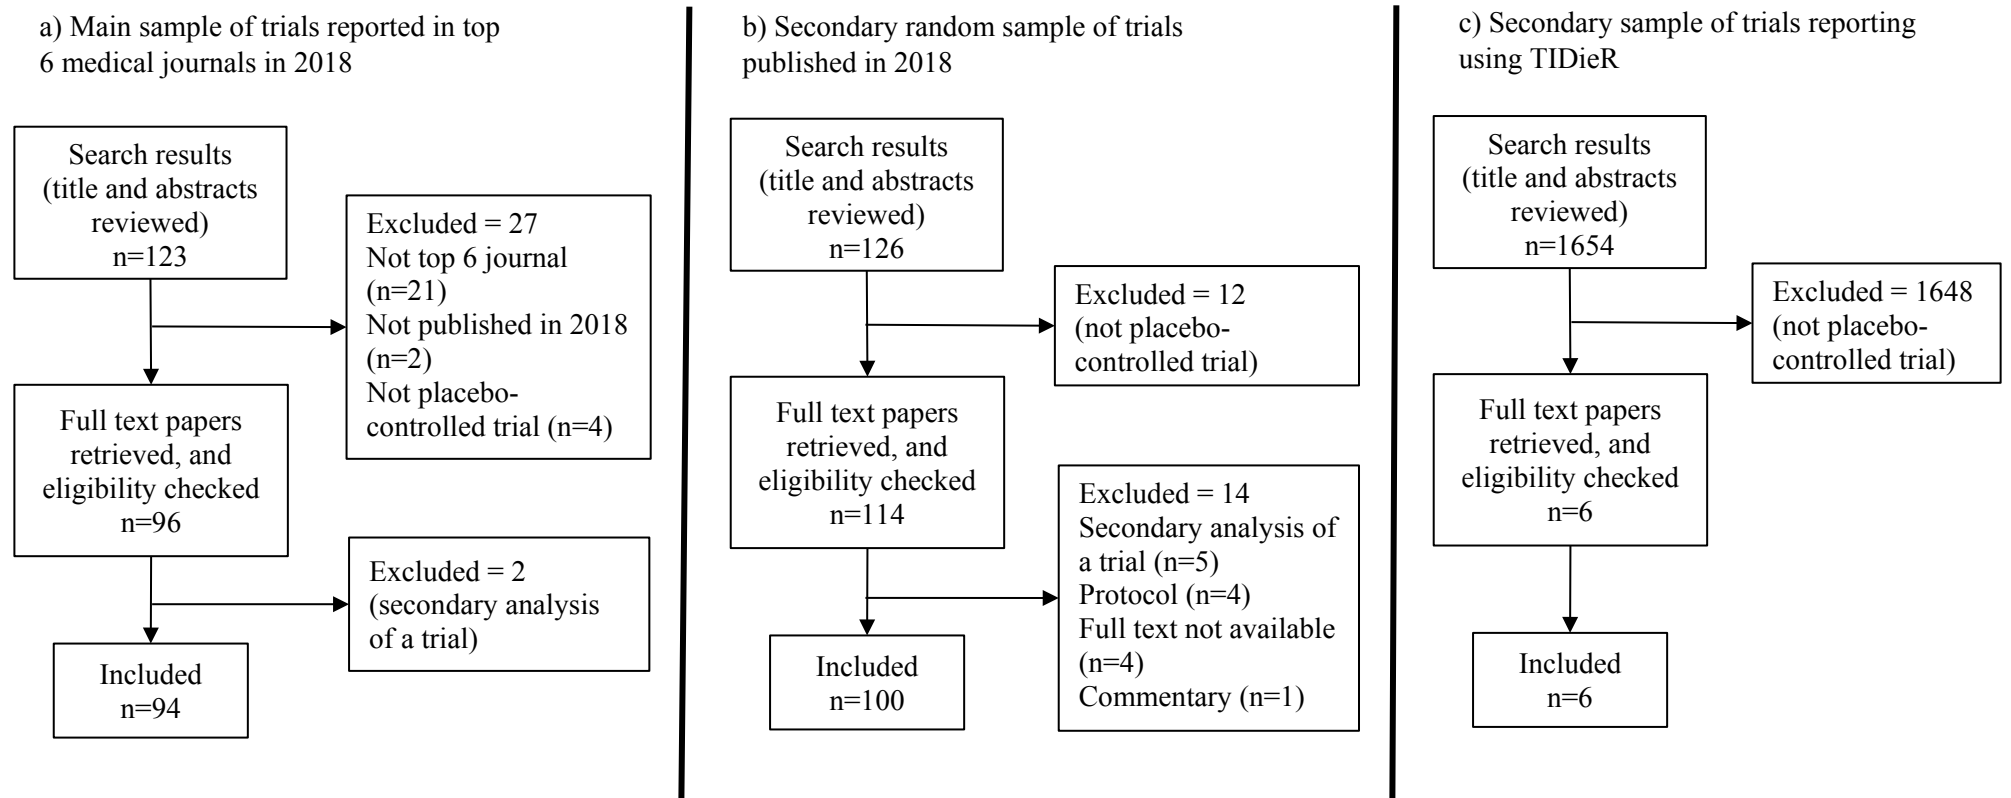 a) Main sample of trials reported in top
6 medical journals in 2018
Search results
(title and abstracts
reviewed)
n=123
Excluded = 27
Not top 6 journal
(n=21)
Not published in 2018
(n=2)
Not placebo-
controlled trial (n=4)
Full text papers
retrieved, and
eligibility checked
n=96
Excluded = 2
(secondary analysis
of a trial)
Included
n=94
b) Secondary random sample of trials
published in 2018
Search results
(title and abstracts
reviewed)
n=126
Excluded = 12
(not placebo-
controlled trial)
Full text papers
retrieved, and
eligibility checked
n=114
Excluded = 14
Secondary analysis of
a trial (n=5)
Protocol (n=4)
Full text not available
(n=4)
Commentary (n=1)
Included
n=100
c) Secondary sample of trials reporting
using TIDieR
Search results
(title and abstracts
reviewed)
n=1654
Excluded = 1648
(not placebo-
controlled trial)
Full text papers
retrieved, and
eligibility checked
n=6
Included
n=6